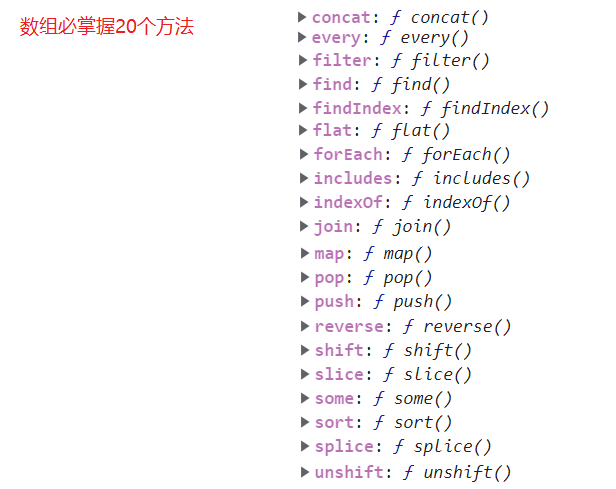 数组必掌握20个方法
concat: ƒ concat()
every: ƒ every()
filter: ƒ filter()
find: ƒ find()
findIndex: ƒ findIndex()
flat: ƒ flat()
forEach: ƒ forEach()
includes: ƒ includes()
indexOf: ƒ indexOf()
join: ƒ join()
map: ƒ map()
pop: ƒ pop()
push: ƒ push()
reverse: ƒ reverse()
shift: ƒ shift()
slice: ƒ slice()
some: ƒ some()
sort: ƒ sort()
splice: ƒ splice()
unshift: ƒ unshift()